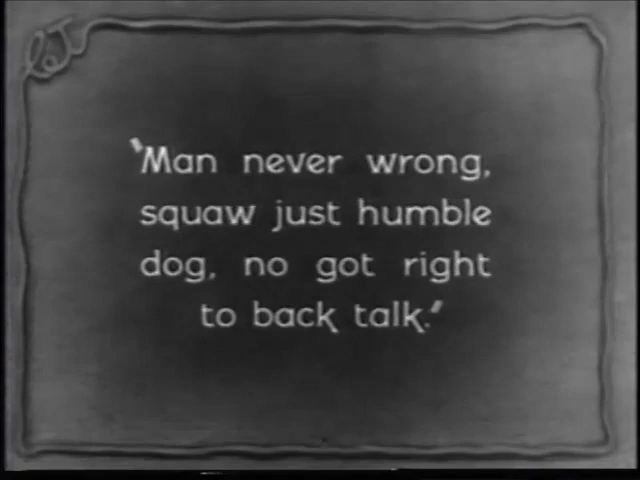 "Man never wrong,
squaw just humble
dog, no got right
to back talk."